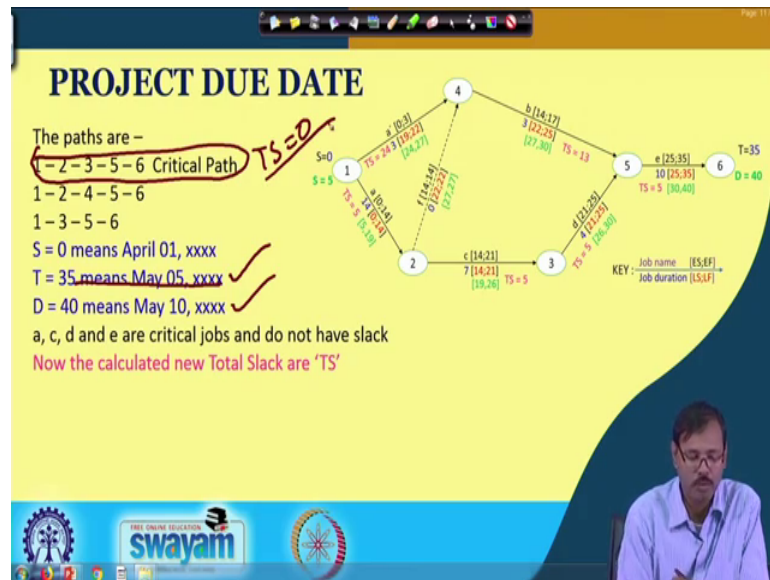 Page 11
PROJECT DUE DATE
The paths are –
1 – 2 – 3 – 5 – 6 Critical Path
TS=0
1 – 2 – 4 – 5 – 6
1 – 3 – 5 – 6
S = 0 means April 01, xxxx
T = 35 means May 05, xxxx
D = 40 means May 10, xxxx
a, c, d and e are critical jobs and do not have slack
Now the calculated new Total Slack are ‘TS’
S=0
S = 5
1
a' [0;3]
TS = 24 3 [19;22]
[24,27]
4
b [14;17]
3 [22;25]
[27,30]
TS = 13
a [0;14]
14 [0;14]
[5,19]
TS = 5
f [14;14]
0 [22;22]
[27,27]
2
c [14;21]
7 [14;21]
[19,26]
TS = 5
3
d [21;25]
4 [21;25]
[26,30]
TS = 5
5
e [25;35]
10 [25;35]
TS = 5 [30,40]
6
T=35
D = 40
KEY : Job name [ES;EF]
Job duration [LS;LF]
FREE ONLINE EDUCATION
swayam